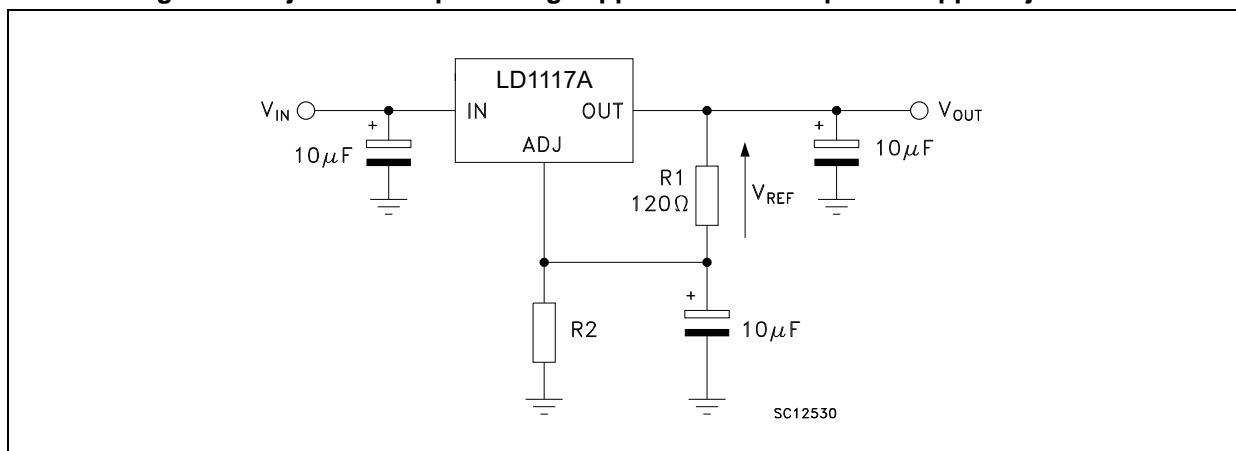 LD1117A
V_IN
IN
OUT
V_OUT
ADJ
+
10μF
R1
120Ω
V_REF
+
10μF
R2
+
10μF
SC12530